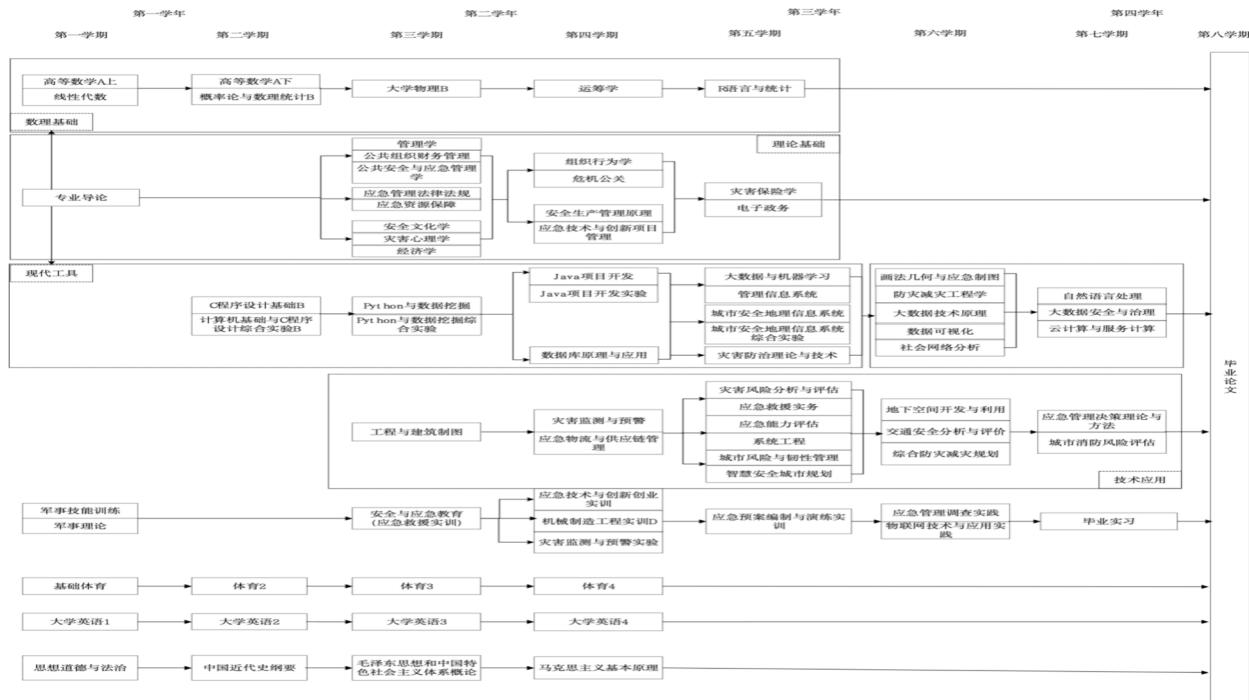 第一学年
第二学年
第三学年
第四学年
第一学期
第二学期
第三学期
第四学期
第五学期
第六学期
第七学期
第八学期
高等数学A上
线性代数
高等数学A下
概率论与数理统计B
大学物理B
运筹学
R语言与统计
数理基础
理论基础
专业导论
管理学
公共组织财务管理
公共安全与应急管理
学
应急管理法律法规
应急资源保障
安全文化学
灾害心理学
经济学
组织行为学
危机公关
安全生产管理原理
应急技术与创新项目
管理
灾害保险学
电子政务
现代工具
C程序设计基础B
计算机基础与C程序
设计综合实验B
Python与数据挖掘
Python与数据挖掘综
合实验
Java项目开发
Java项目开发实验
数据库原理与应用
大数据与机器学习
管理信息系统
城市安全地理信息系统
城市安全地理信息系统
综合实验
灾害防治理论与技术
画法几何与应急制图
防灾减灾工程学
大数据技术原理
数据可视化
社会网络分析
自然语言处理
大数据安全与治理
云计算与服务计算
工程与建筑制图
灾害监测与预警
应急物流与供应链管
理
灾害风险分析与评估
应急救援实务
应急能力评估
系统工程
城市风险与韧性管理
智慧安全城市规划
地下空间开发与利用
交通安全分析与评价
综合防灾减灾规划
应急管理决策理论与
方法
城市消防风险评估
技术应用
军事技能训练
军事理论
安全与应急教育
(应急救援实训)
应急技术与创新创业
实训
机械制造工程实训D
灾害监测与预警实验
应急预案编制与演练实
训
应急管理调查实践
物联网技术与应用实
践
毕业实习
基础体育
体育2
体育3
体育4
大学英语1
大学英语2
大学英语3
大学英语4
思想道德与法治
中国近代史纲要
毛泽东思想和中国特
色社会主义体系概论
马克思主义基本原理
毕业论文